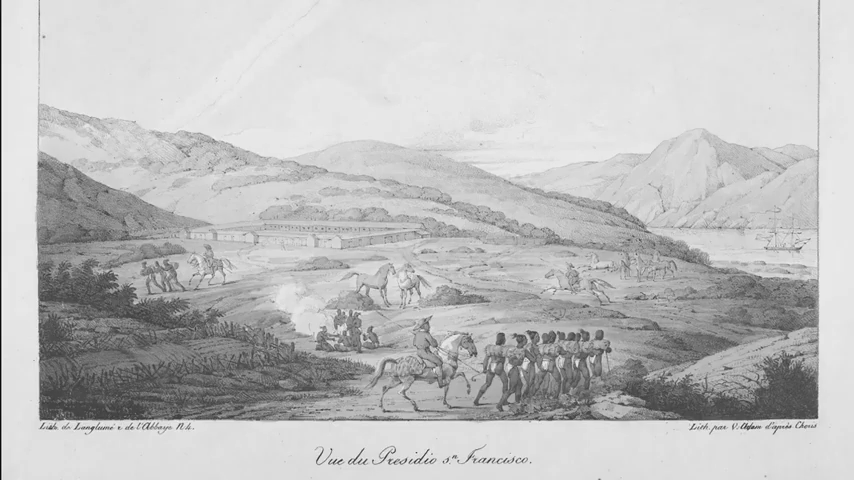 Lith. de Langlumé r. de l'Abbaye N. 4.
Lith. par V. Adam d'après Choris
Vue du Presidio sn. Francisco.